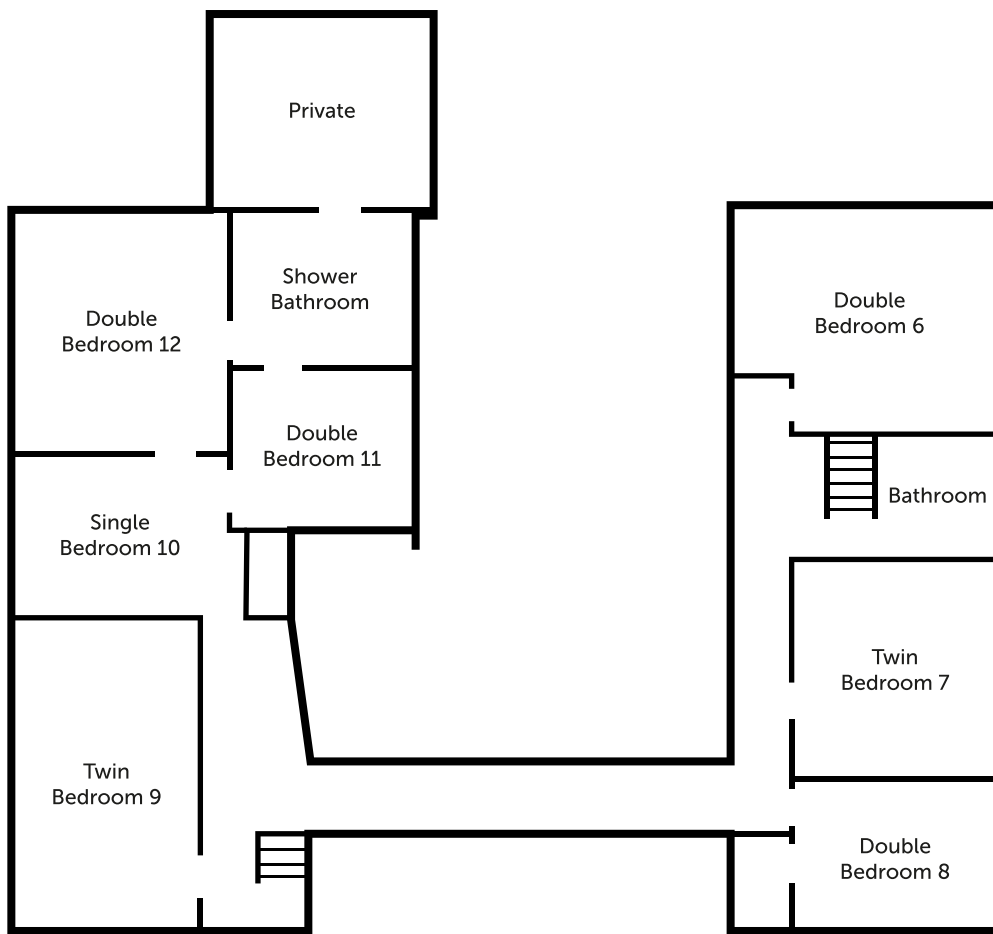 Private
Shower
Bathroom
Double
Bedroom 12
Double
Bedroom 11
Single
Bedroom 10
Twin
Bedroom 9
Double
Bedroom 6
Bathroom
Twin
Bedroom 7
Double
Bedroom 8